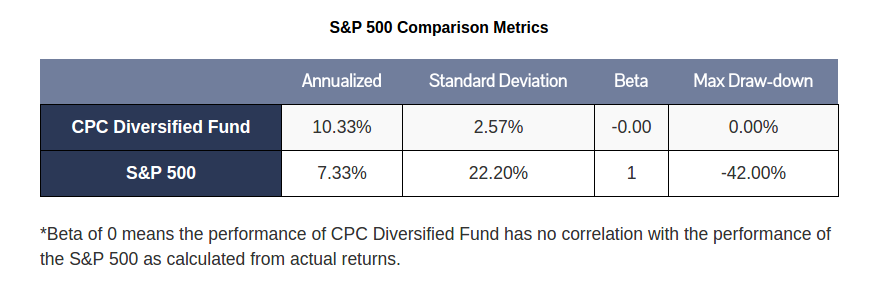 S&P 500 Comparison Metrics
Annualized Standard Deviation Beta Max Draw-down
CPC Diversified Fund 10.33% 2.57% -0.00 0.00%
S&P 500 7.33% 22.20% 1 -42.00%
*Beta of 0 means the performance of CPC Diversified Fund has no correlation with the performance of
the S&P 500 as calculated from actual returns.